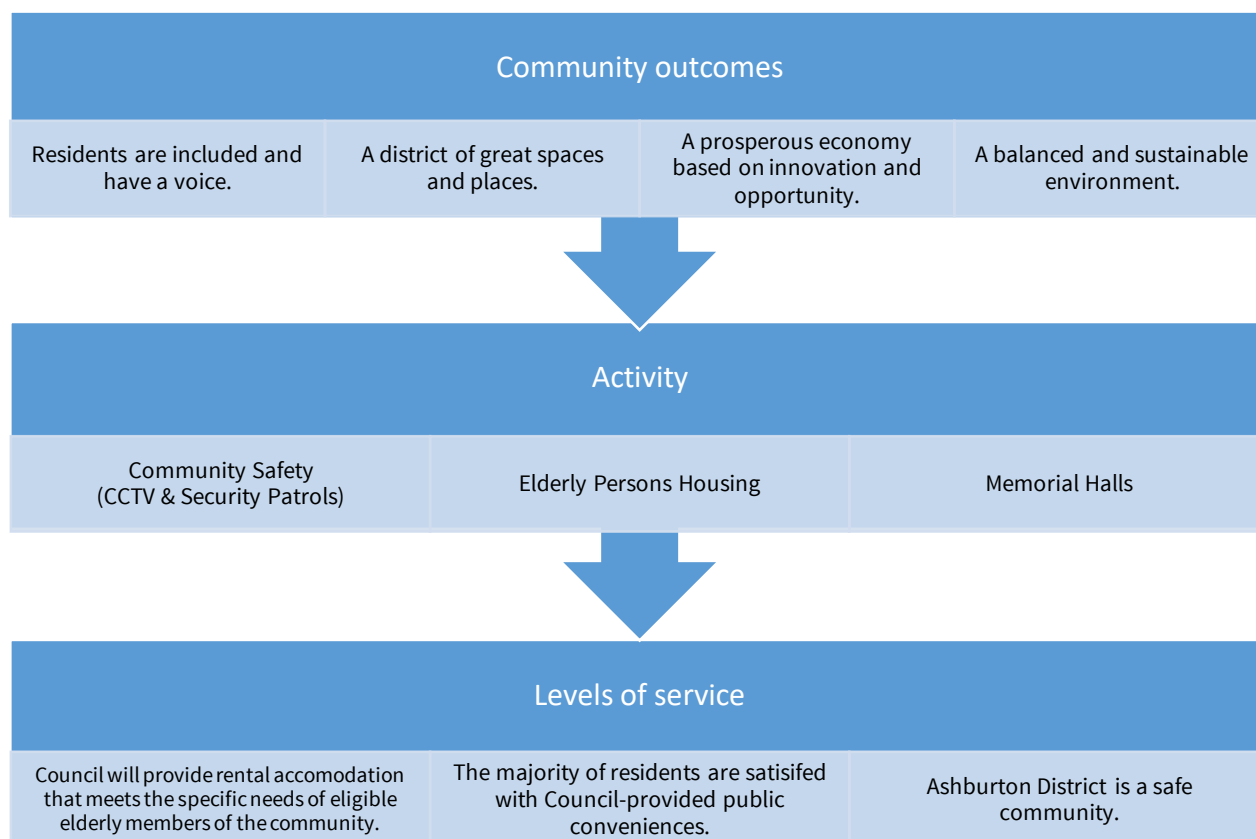 Community outcomes
Residents are included and
have a voice.
A district of great spaces
and places.
A prosperous economy
based on innovation and
opportunity.
A balanced and sustainable
environment.
Activity
Community Safety
(CCTV & Security Patrols)
Elderly Persons Housing
Memorial Halls
Levels of service
Council will provide rental accomodation
that meets the specific needs of eligible
elderly members of the community.
The majority of residents are satisifed
with Council-provided public
conveniences.
Ashburton District is a safe
community.